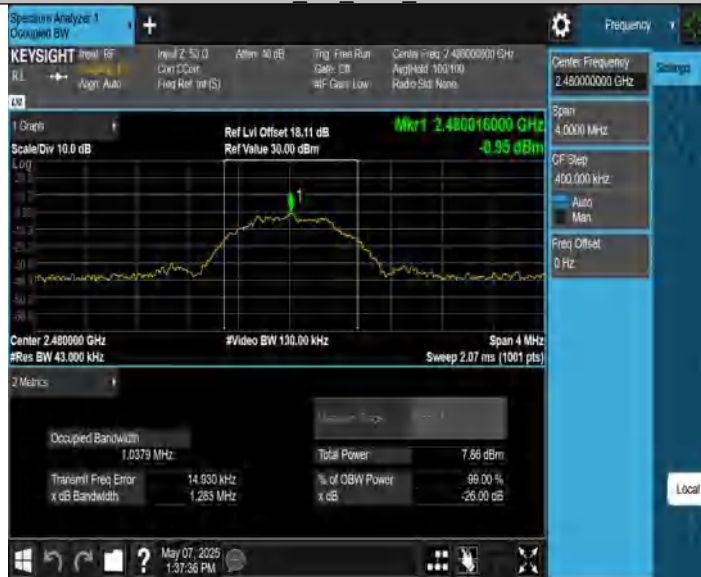 Spectrum Analyzer 1
Occupied BW
Frequency
KEYSIGHT Input: RF
R L
Align: Auto
Input Z: 50 Ω
Corr CCorr
Freq Ref: Int (S)
Atten: 40 dB
Trig: Free Run
Gate: Off
#IF Gain: Low
Center Freq: 2.480000000 GHz
Avg|Hold: 100/100
Radio Std: None
LXI
Center Frequency
2.480000000 GHz
Settings
Span
4.0000 MHz
CF Step
400.000 kHz
Auto
Man
Freq Offset
0 Hz
1 Graph
Scale/Div 10.0 dB
Ref Lvl Offset 18.11 dB
Ref Value 30.00 dBm
Mkr1 2.480016000 GHz
-0.95 dBm
Log
1
Center 2.480000 GHz
#Res BW 43.000 kHz
#Video BW 130.00 kHz
Span 4 MHz
Sweep 2.07 ms (1001 pts)
2 Metrics
Occupied Bandwidth
1.0379 MHz
Transmit Freq Error 14.930 kHz
x dB Bandwidth 1.283 MHz
Total Power 7.86 dBm
% of OBW Power 99.00 %
x dB -26.00 dB
Local
?
May 07, 2025
1:37:36 PM